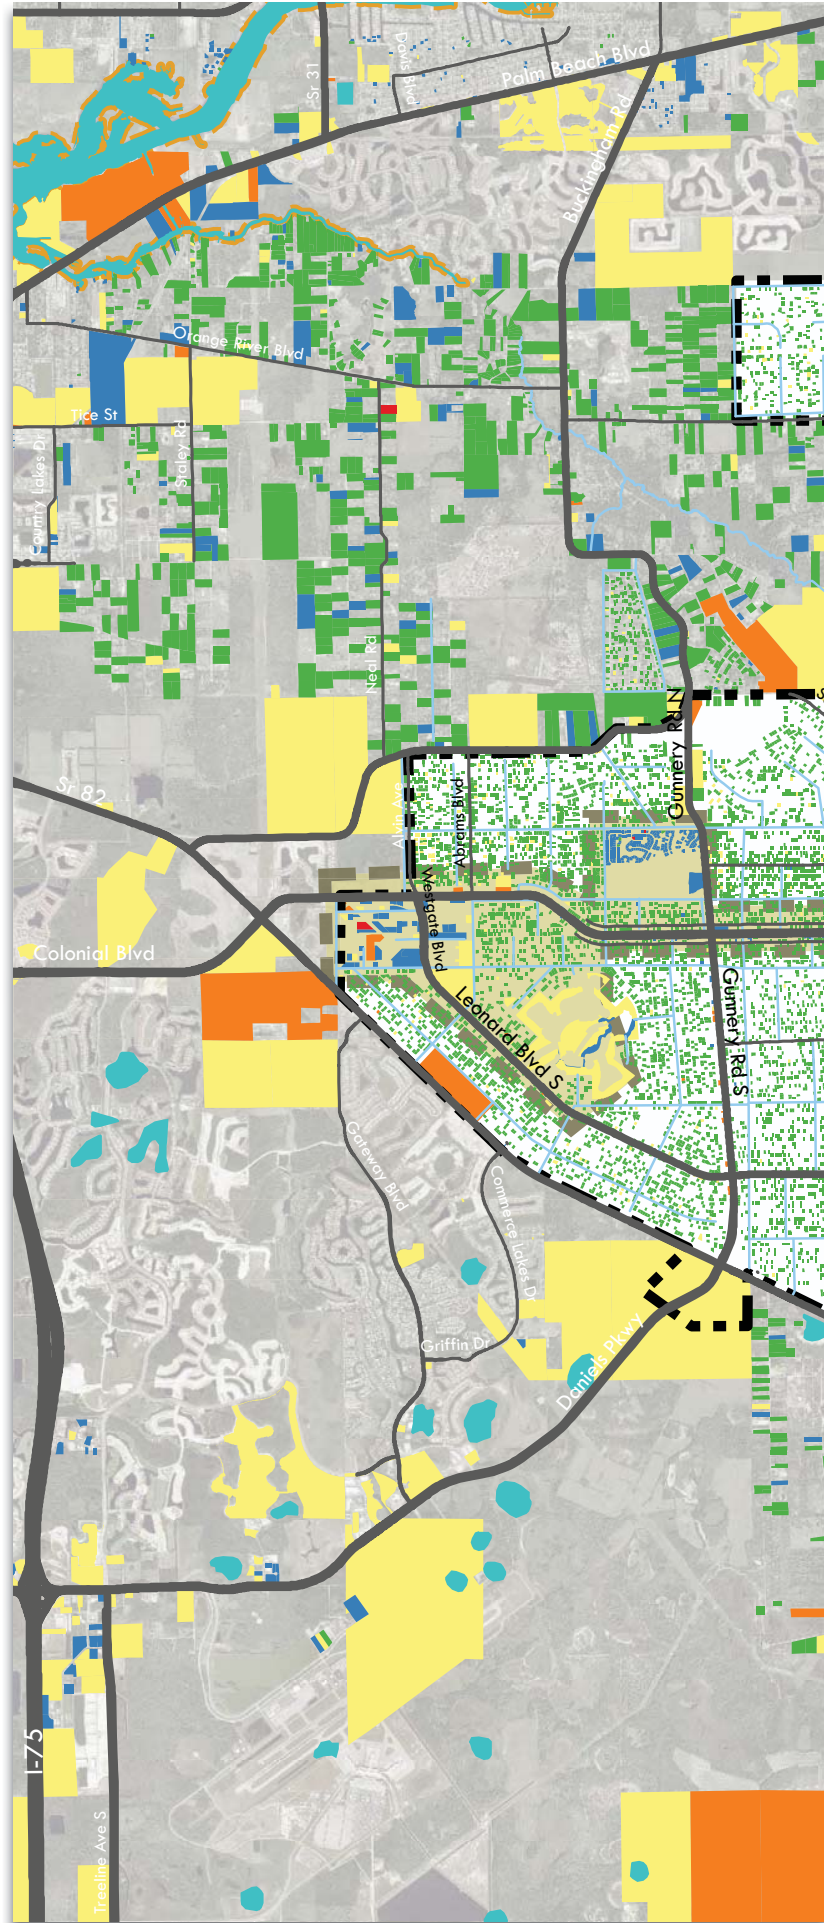 Sr 31
Davis Blvd
Palm Beach Blvd
Buckingham Rd
Orange River Blvd
Tice St
Staley Rd
Country Lakes Dr
Neal Rd
Gunnery Rd N
S
Sr 82
Alvin Ave
Abrams Blvd
Westgate Blvd
Colonial Blvd
Leonard Blvd S
Gunnery Rd S
Gateway Blvd
Commerce Lakes Dr
Griffin Dr
Daniels Pkwy
I-75
Treeline Ave S